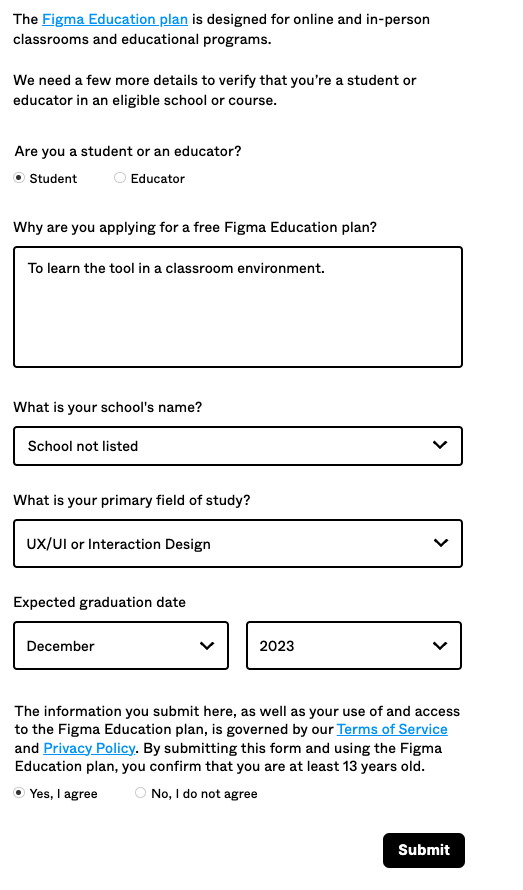 The Figma Education plan is designed for online and in-person
classrooms and educational programs.
We need a few more details to verify that you're a student or
educator in an eligible school or course.
Are you a student or an educator?
Student Educator
Why are you applying for a free Figma Education plan?
To learn the tool in a classroom environment.
What is your school's name?
School not listed
What is your primary field of study?
UX/UI or Interaction Design
Expected graduation date
December 2023
The information you submit here, as well as your use of and access
to the Figma Education plan, is governed by our Terms of Service
and Privacy Policy. By submitting this form and using the Figma
Education plan, you confirm that you are at least 13 years old.
Yes, I agree No, I do not agree
Submit